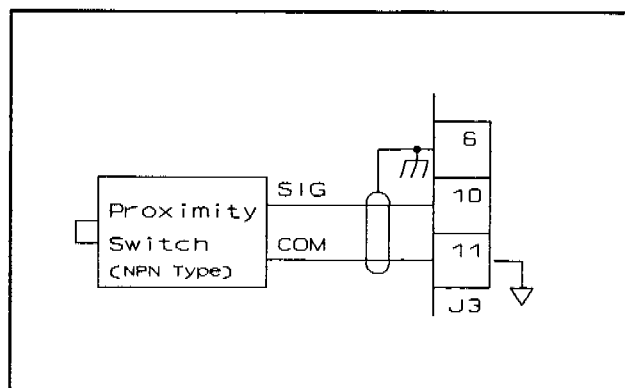 6
SIG
10
Proximity
Switch
(NPN Type)
COM
11
J3